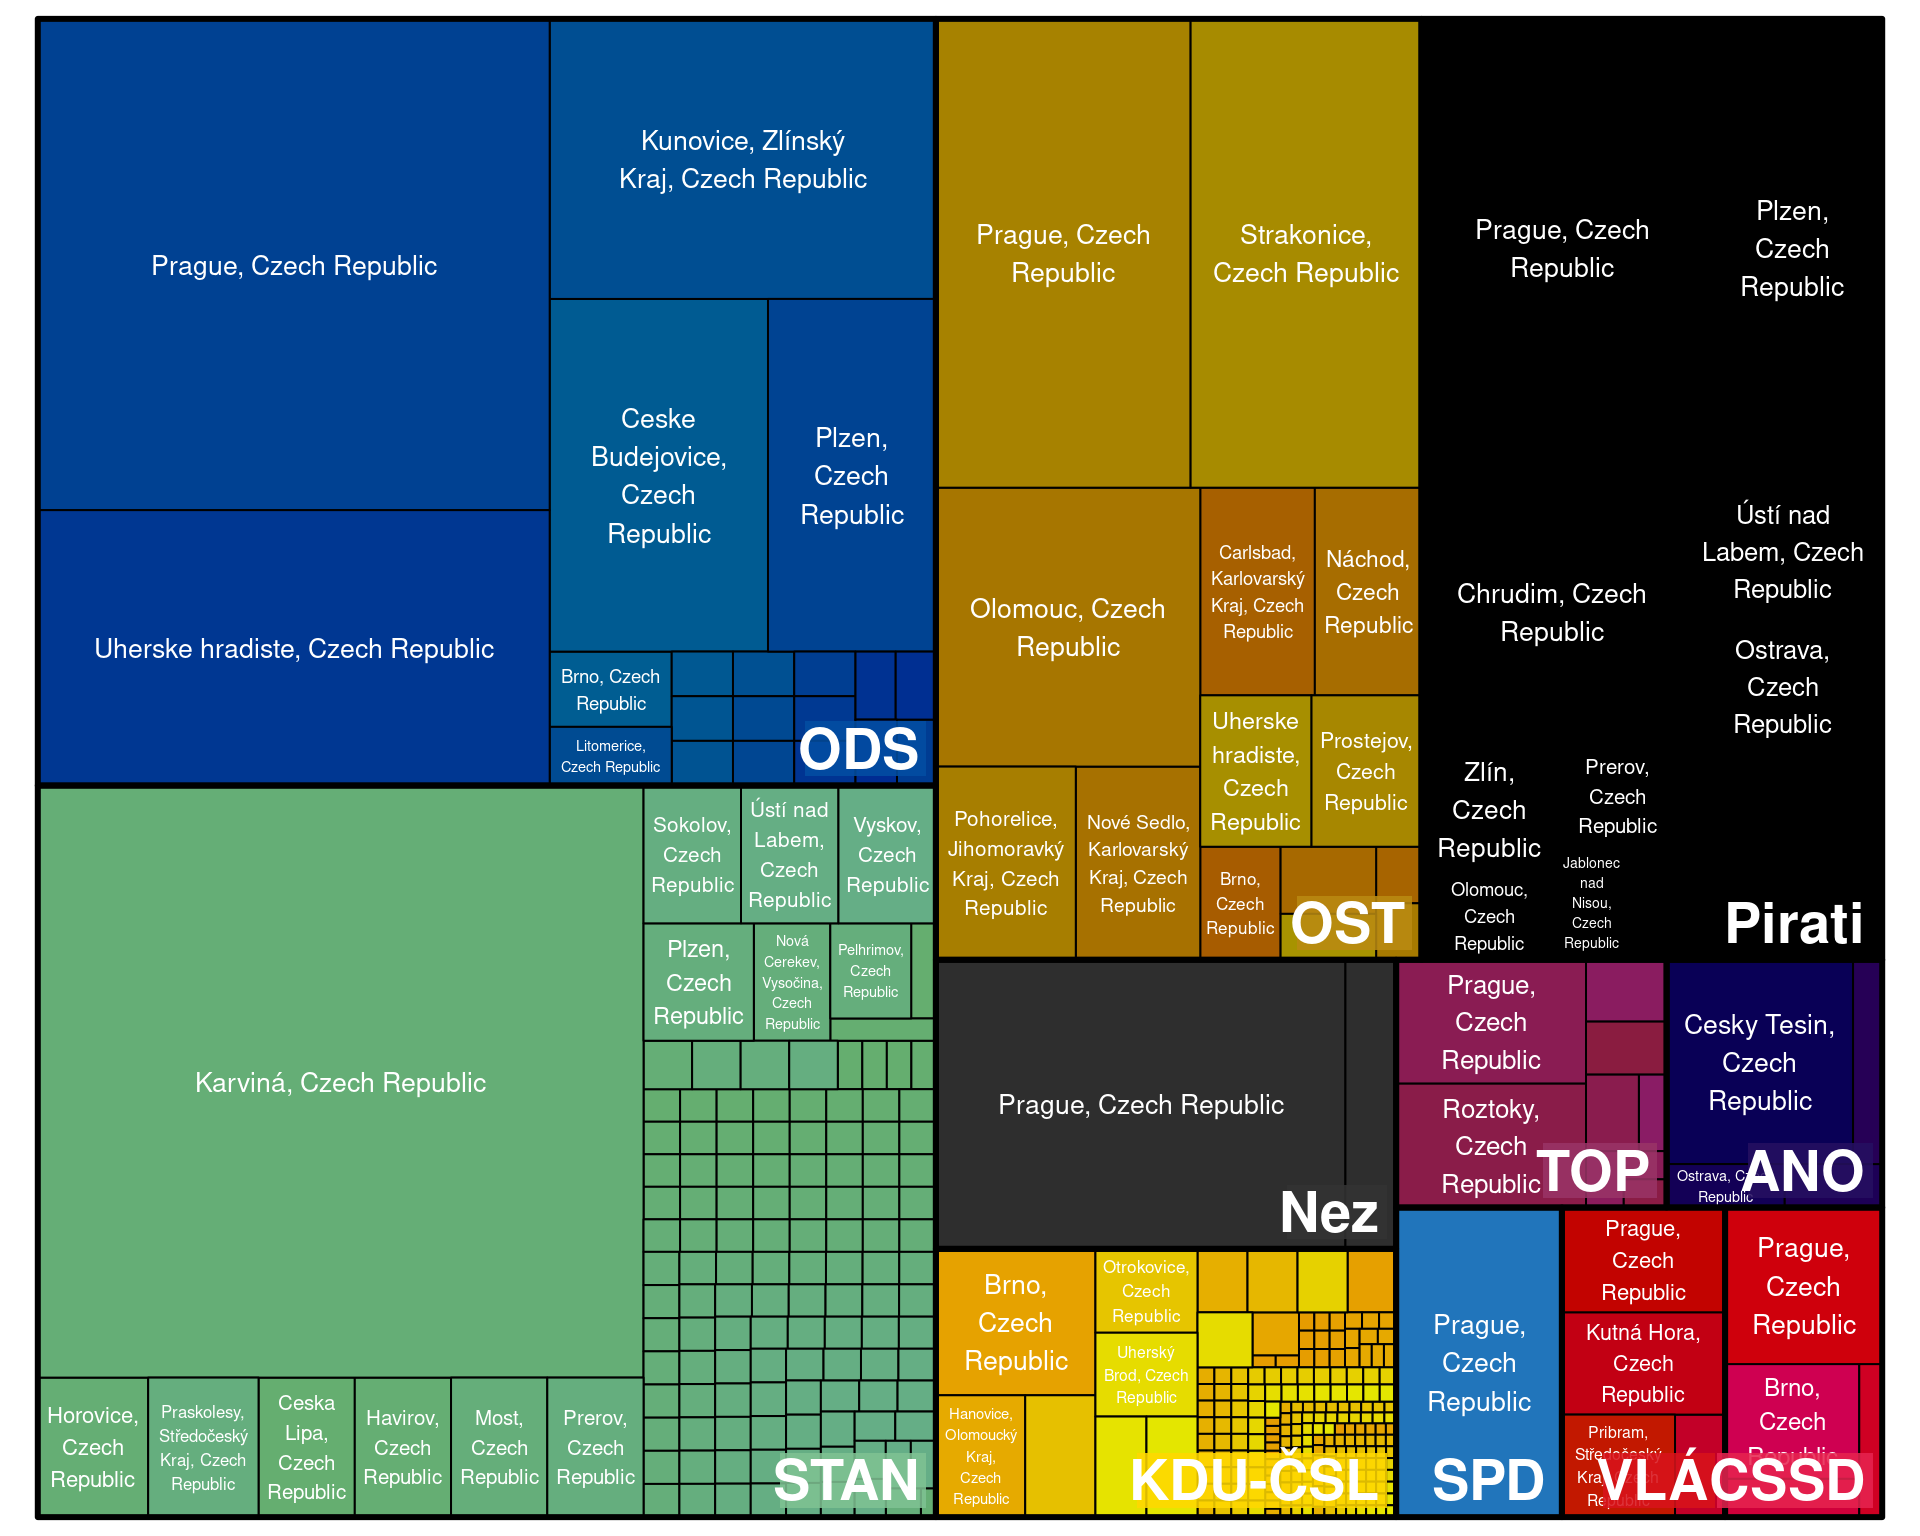 Prague, Czech Republic
Kunovice, Zlínský
Kraj, Czech Republic
Uherske hradiste, Czech Republic
Ceske
Budejovice,
Czech
Republic
Plzen,
Czech
Republic
Brno, Czech
Republic
Litomerice,
Czech Republic
ODS
Karviná, Czech Republic
Sokolov,
Czech
Republic
Ústí nad
Labem,
Czech
Republic
Vyskov,
Czech
Republic
Plzen,
Czech
Republic
Nová
Cerekev,
Vysočina,
Czech
Republic
Pelhrimov,
Czech
Republic
Horovice,
Czech
Republic
Praskolesy,
Středočeský
Kraj, Czech
Republic
Ceska
Lipa,
Czech
Republic
Havirov,
Czech
Republic
Most,
Czech
Republic
Prerov,
Czech
Republic
STAN
Prague, Czech
Republic
Strakonice,
Czech Republic
Olomouc, Czech
Republic
Carlsbad,
Karlovarský
Kraj, Czech
Republic
Náchod,
Czech
Republic
Uherske
hradiste,
Czech
Republic
Prostejov,
Czech
Republic
Pohorelice,
Jihomoravký
Kraj, Czech
Republic
Nové Sedlo,
Karlovarský
Kraj, Czech
Republic
Brno,
Czech
Republic
OST
Prague, Czech
Republic
Plzen,
Czech
Republic
Chrudim, Czech
Republic
Ústí nad
Labem, Czech
Republic
Ostrava,
Czech
Republic
Zlín,
Czech
Republic
Prerov,
Czech
Republic
Olomouc,
Czech
Republic
Jablonec
nad
Nisou,
Czech
Republic
Pirati
Prague, Czech Republic
Nez
Prague,
Czech
Republic
Roztoky,
Czech
Republic
TOP
Cesky Tesin,
Czech
Republic
Ostrava, Czech
Republic
ANO
Brno,
Czech
Republic
Otrokovice,
Czech
Republic
Uherský
Brod, Czech
Republic
Hanovice,
Olomoucký
Kraj,
Czech
Republic
KDU-ČSL
Prague,
Czech
Republic
SPD
Prague,
Czech
Republic
Kutná Hora,
Czech
Republic
Pribram,
Středočeský
Kraj, Czech
Republic
Prague,
Czech
Republic
Brno,
Czech
Republic
VLÁCSSD